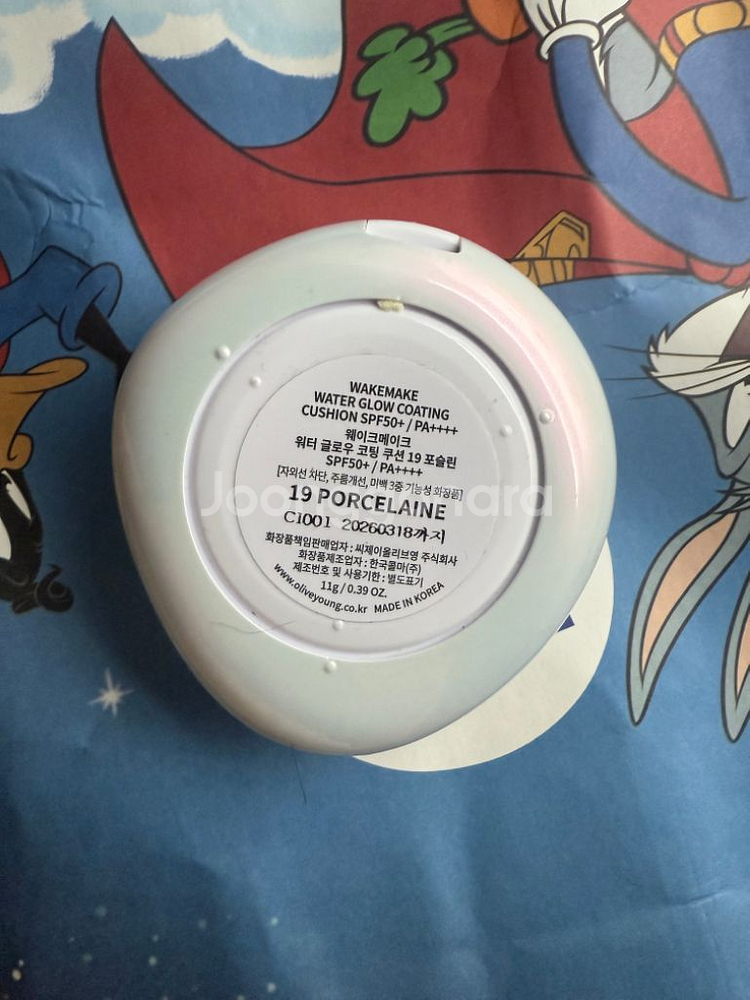 WAKEMAKE
WATER GLOW COATING
CUSHION SPF50+ / PA++++
웨이크메이크
워터 글로우 코팅 쿠션 19 포슬린
SPF50+ / PA++++
[자외선 차단, 주름개선, 미백 3중 기능성 화장품]
Joonggonara
19 PORCELAINE
C1001 20260318까지
화장품책임판매업자 : 씨제이올리브영 주식회사
화장품제조업자 : 한국콜마(주)
제조번호 및 사용기한 : 별도표기
11g / 0.39 OZ.
www.oliveyoung.co.kr MADE IN KOREA